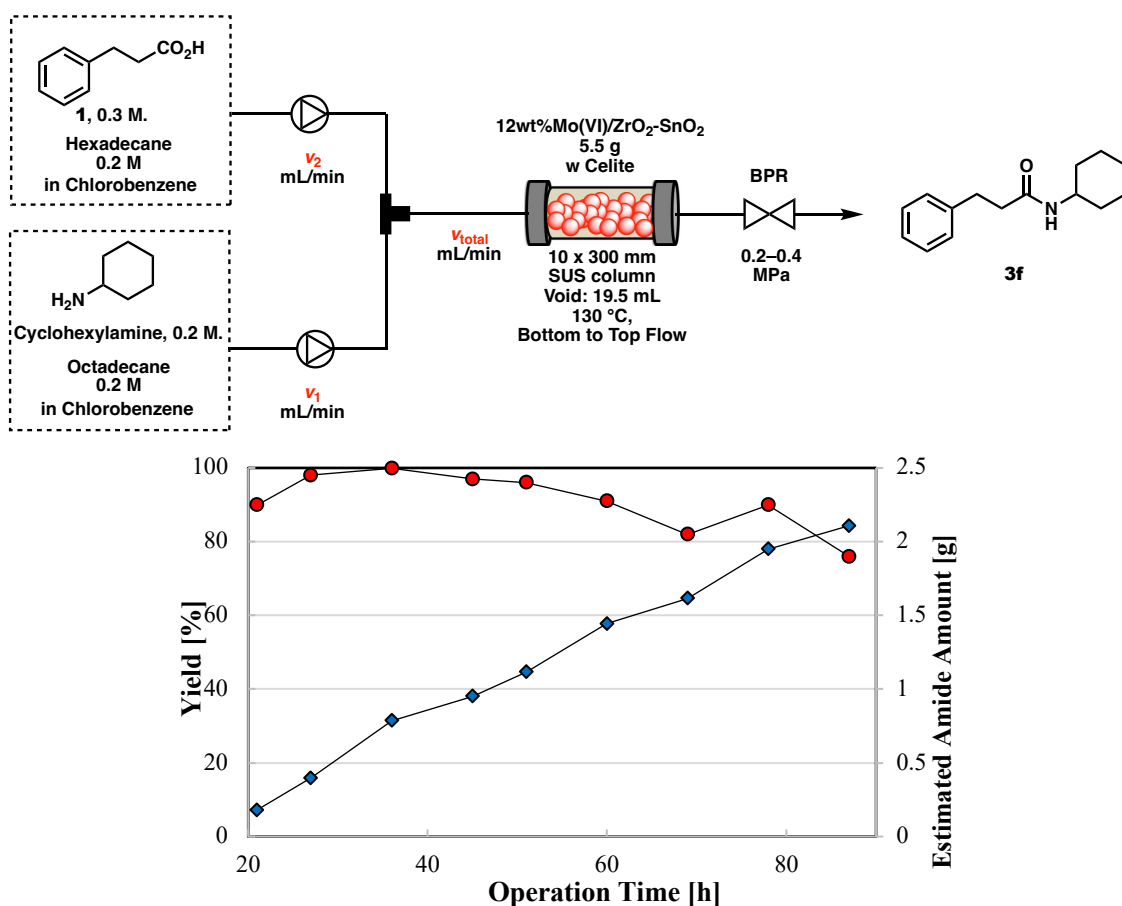 CO₂H
1, 0.3 M.
Hexadecane
0.2 M
in Chlorobenzene
v₂
mL/min
H₂N
Cyclohexylamine, 0.2 M.
Octadecane
0.2 M
in Chlorobenzene
v₁
mL/min
v_total
mL/min
12wt%Mo(VI)/ZrO₂-SnO₂
5.5 g
w Celite
10 x 300 mm
SUS column
Void: 19.5 mL
130 °C,
Bottom to Top Flow
BPR
0.2–0.4
MPa
O
N
H
3f
Yield [%]
100
80
60
40
20
0
2.5
2
1.5
1
0.5
0
Estimated Amide Amount [g]
20
40
60
80
Operation Time [h]